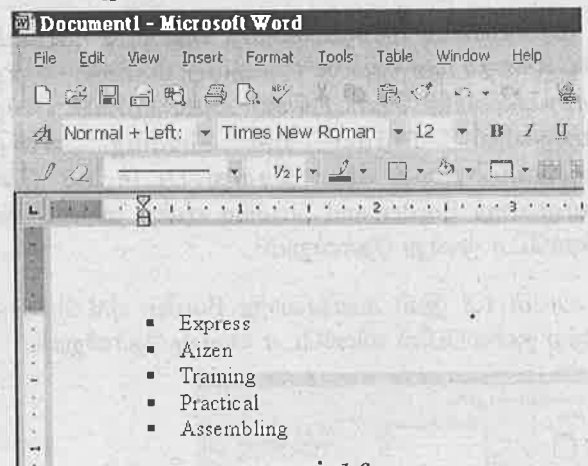 Document1 - Microsoft Word
File Edit View Insert Format Tools Table Window Help
Normal + Left: Times New Roman 12 B I U
1/2 p
1 2 3
Express
Aizen
Training
Practical
Assembling